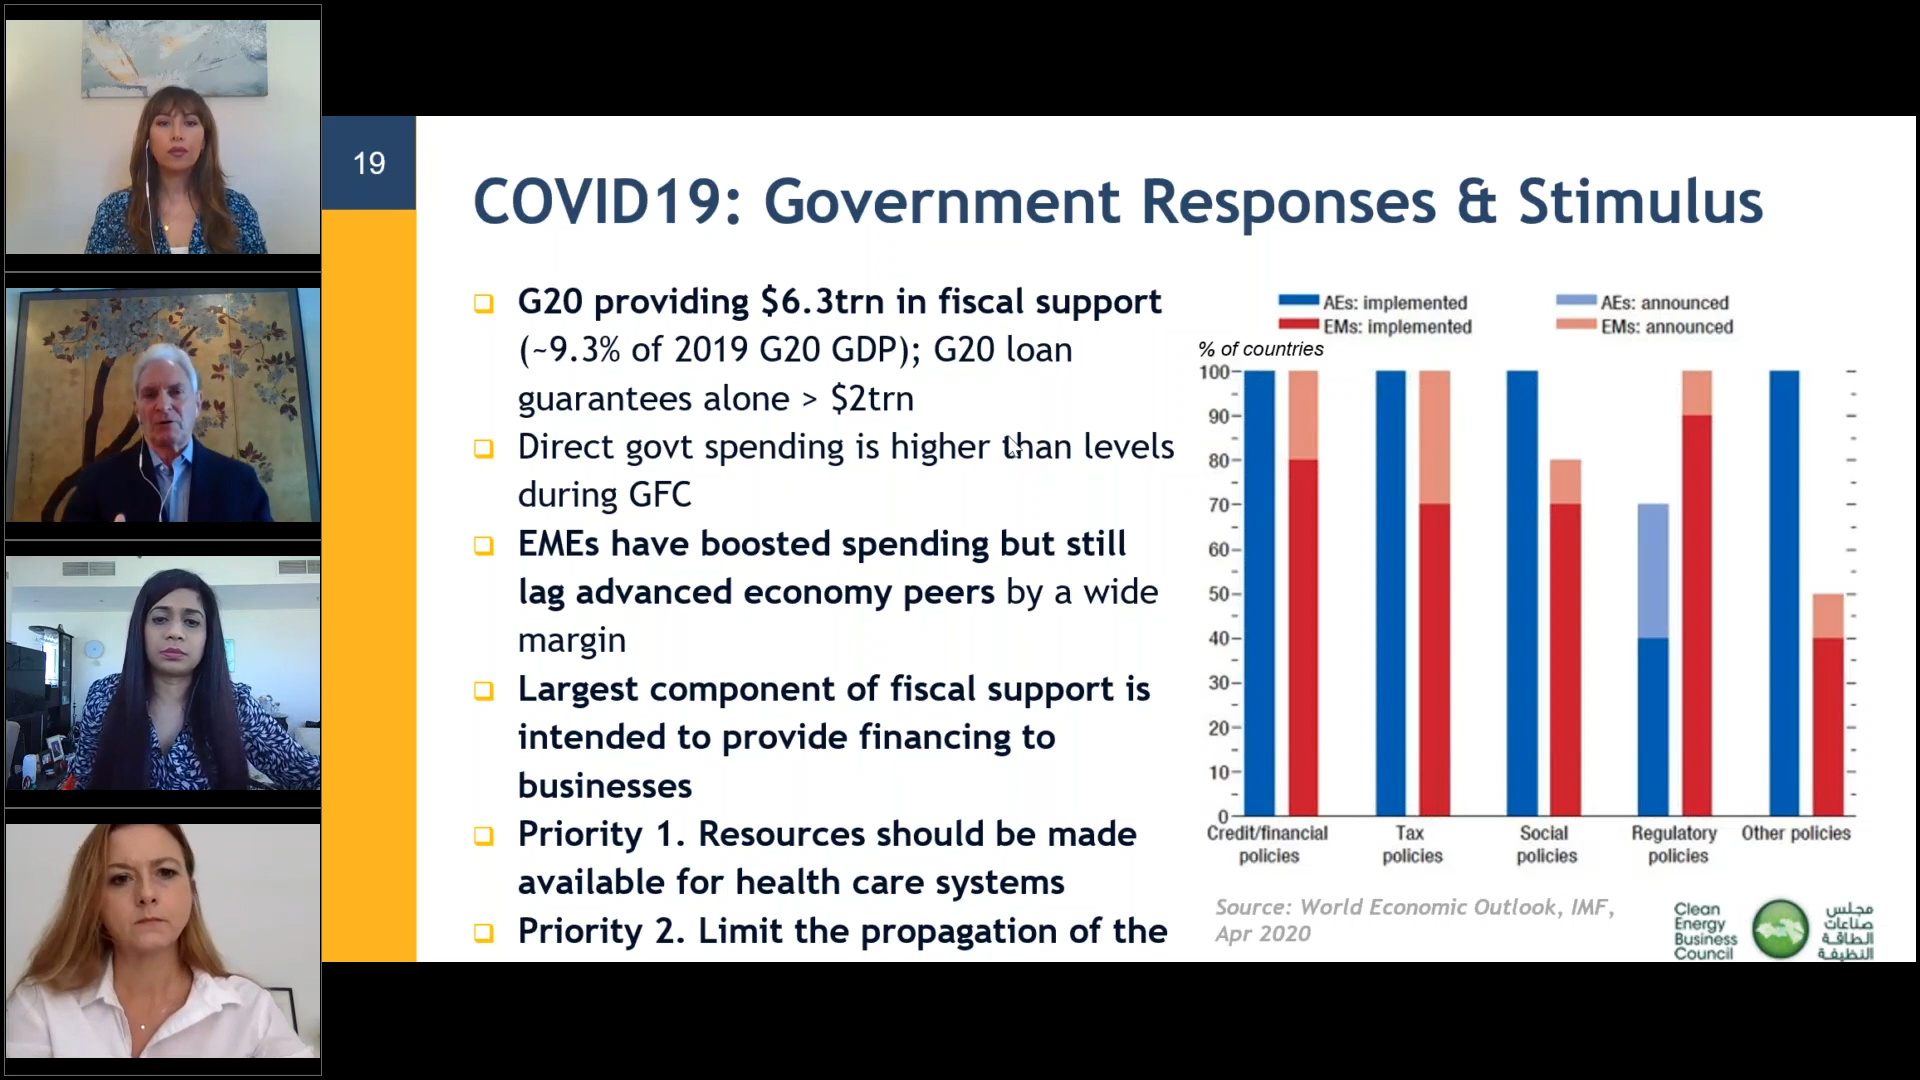 19
COVID19: Government Responses & Stimulus
❑ G20 providing $6.3trn in fiscal support
(~9.3% of 2019 G20 GDP); G20 loan
guarantees alone > $2trn
❑ Direct govt spending is higher than levels
during GFC
❑ EMEs have boosted spending but still
lag advanced economy peers by a wide
margin
❑ Largest component of fiscal support is
intended to provide financing to
businesses
❑ Priority 1. Resources should be made
available for health care systems
❑ Priority 2. Limit the propagation of the
AEs: implemented
AEs: announced
EMs: implemented
EMs: announced
% of countries
100
90
80
70
60
50
40
30
20
10
0
Credit/financial
policies
Tax
policies
Social
policies
Regulatory
policies
Other policies
Source: World Economic Outlook, IMF,
Apr 2020
Clean
Energy
Business
Council
مجلس
صناعات
الطاقة
النظيفة